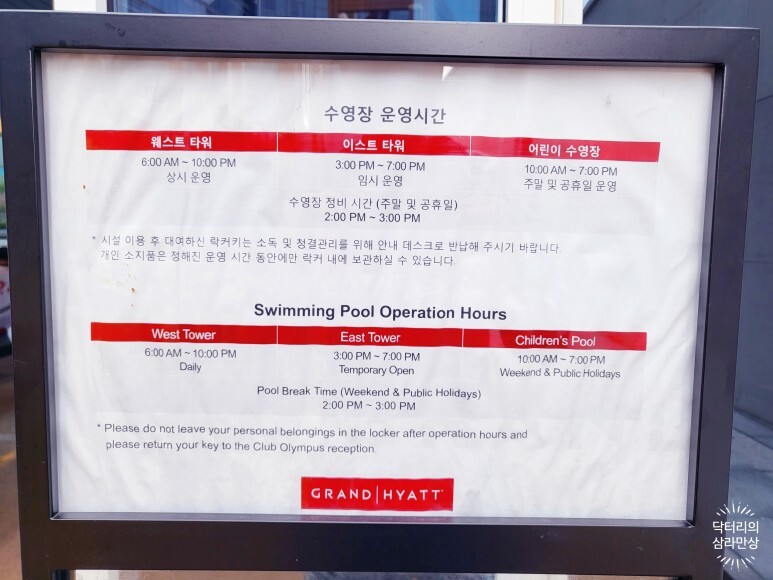 수영장 운영시간
웨스트 타워 이스트 타워 어린이 수영장
6:00 AM ~ 10:00 PM 3:00 PM ~ 7:00 PM 10:00 AM ~ 7:00 PM
상시 운영 임시 운영 주말 및 공휴일 운영
수영장 정비 시간 (주말 및 공휴일)
2:00 PM ~ 3:00 PM
* 시설 이용 후 대여하신 락커키는 소독 및 청결관리를 위해 안내 데스크로 반납해 주시기 바랍니다.
개인 소지품은 정해진 운영 시간 동안에만 락커 내에 보관하실 수 있습니다.
Swimming Pool Operation Hours
West Tower East Tower Children's Pool
6:00 AM ~ 10:00 PM 3:00 PM ~ 7:00 PM 10:00 AM ~ 7:00 PM
Daily Temporary Open Weekend & Public Holidays
Pool Break Time (Weekend & Public Holidays)
2:00 PM ~ 3:00 PM
* Please do not leave your personal belongings in the locker after operation hours and
please return your key to the Club Olympus reception.
GRAND HYATT
닥터리의
삼라만상